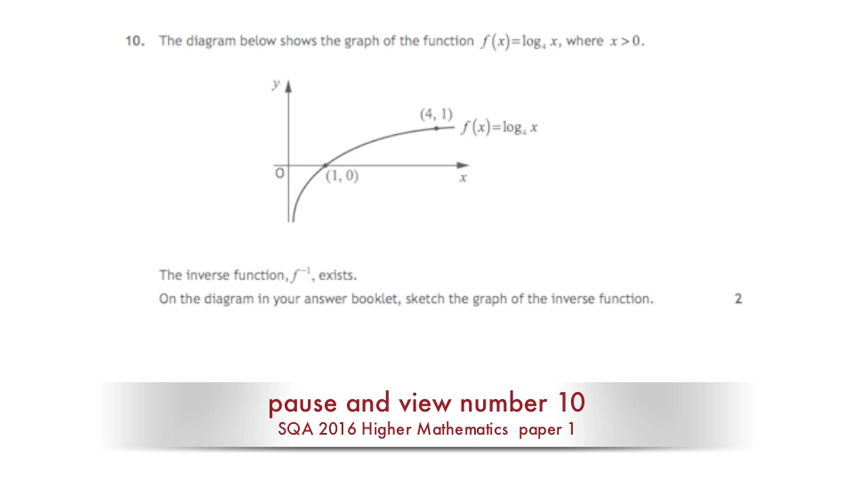 10. The diagram below shows the graph of the function f(x)=log₄ x, where x>0.
y
(4, 1)
f(x)=log₄ x
O
(1, 0)
x
The inverse function, f⁻¹, exists.
On the diagram in your answer booklet, sketch the graph of the inverse function. 2
pause and view number 10
SQA 2016 Higher Mathematics paper 1